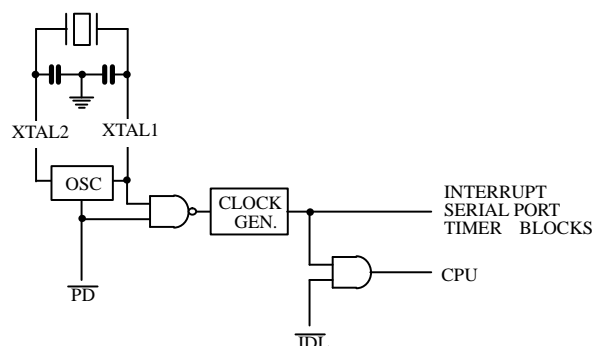 XTAL2
XTAL1
OSC
CLOCK
GEN.
INTERRUPT
SERIAL PORT
TIMER BLOCKS
CPU
PD
IDL